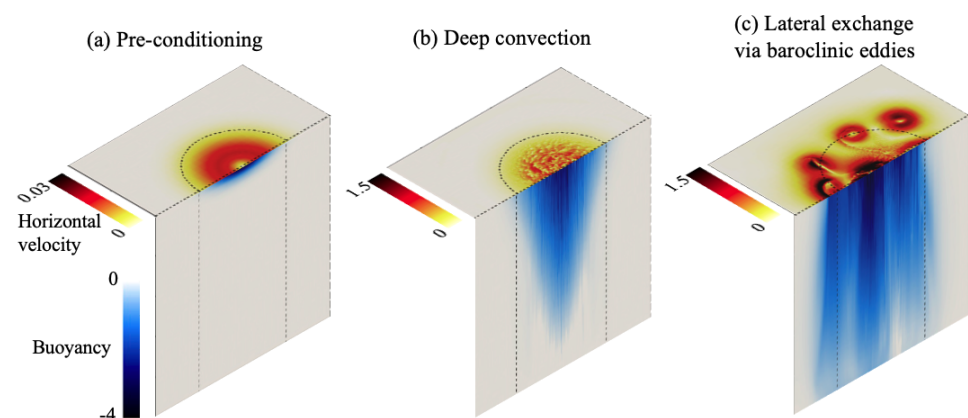 (a) Pre-conditioning
(b) Deep convection
(c) Lateral exchange
via baroclinic eddies
0.03
0
Horizontal
velocity
1.5
0
1.5
0
0
Buoyancy
-4